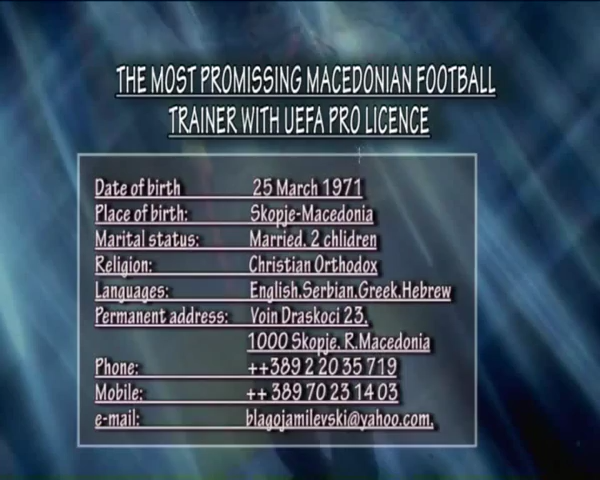 THE MOST PROMISSING MACEDONIAN FOOTBALL
TRAINER WITH UEFA PRO LICENCE
Date of birth 25 March 1971
Place of birth: Skopje-Macedonia
Marital status: Married. 2 chlidren
Religion: Christian Orthodox
Languages: English.Serbian.Greek.Hebrew
Permanent address: Voin Draskoci 23.
1000 Skopje. R.Macedonia
Phone: ++389 2 20 35 719
Mobile: ++ 389 70 23 14 03
e-mail: blagojamilevski@yahoo.com.